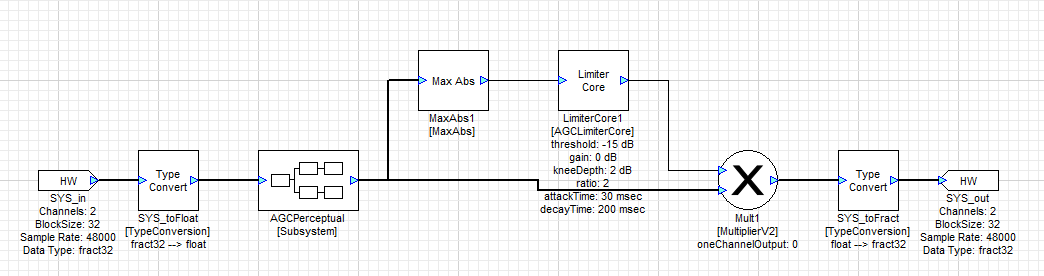 Max Abs
MaxAbs1
[MaxAbs]
Limiter
Core
LimiterCore1
[AGCLimiterCore]
threshold: -15 dB
gain: 0 dB
kneeDepth: 2 dB
ratio: 2
attackTime: 30 msec
decayTime: 200 msec
HW
SYS_in
Channels: 2
BlockSize: 32
Sample Rate: 48000
Data Type: fract32
Type
Convert
SYS_toFloat
[TypeConversion]
fract32 --> float
AGCPerceptual
[Subsystem]
X
Mult1
[MultiplierV2]
oneChannelOutput: 0
Type
Convert
SYS_toFract
[TypeConversion]
float --> fract32
HW
SYS_out
Channels: 2
BlockSize: 32
Sample Rate: 48000
Data Type: fract32